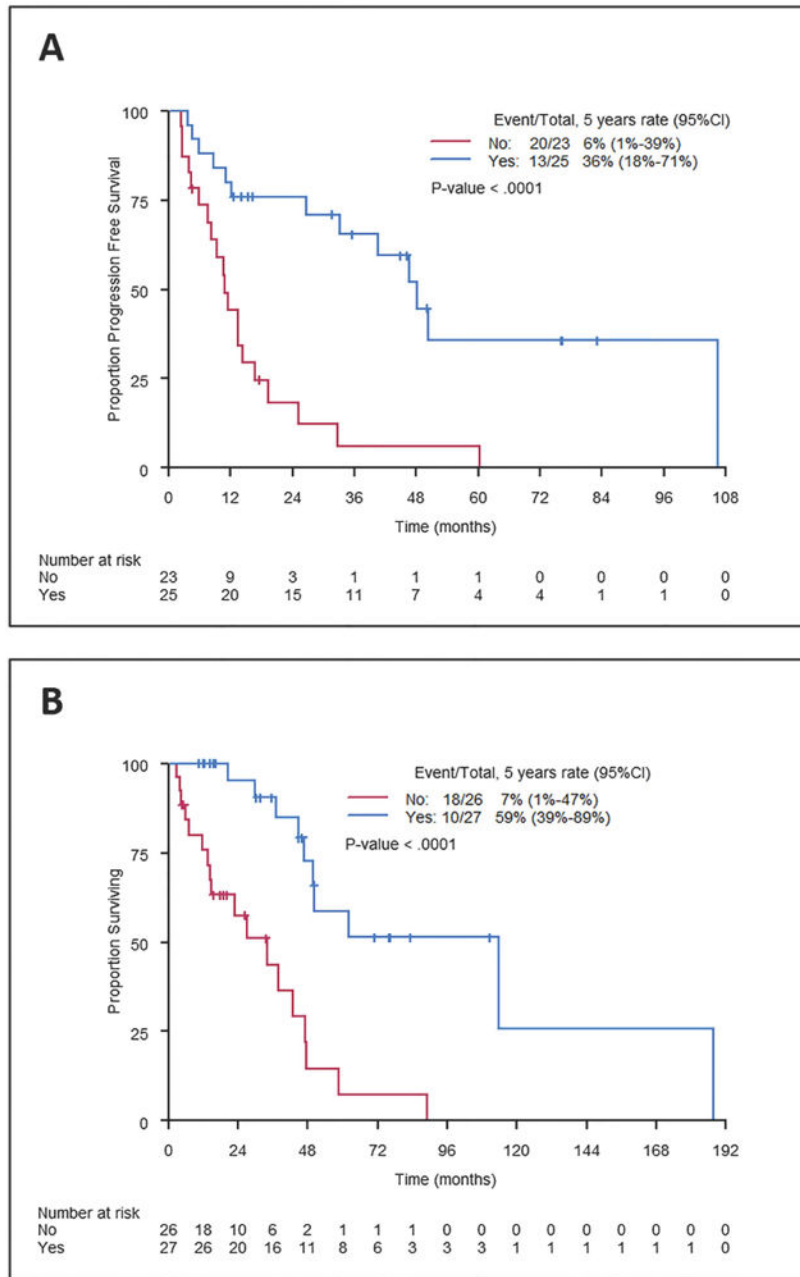 A
Event/Total, 5 years rate (95%CI)
No: 20/23 6% (1%-39%)
Yes: 13/25 36% (18%-71%)
P-value < .0001
Proportion Progression Free Survival
100
75
50
25
0
0 12 24 36 48 60 72 84 96 108
Time (months)
Number at risk
No 23 9 3 1 1 1 0 0 0 0
Yes 25 20 15 11 7 4 4 1 1 0
B
Event/Total, 5 years rate (95%CI)
No: 18/26 7% (1%-47%)
Yes: 10/27 59% (39%-89%)
P-value < .0001
Proportion Surviving
100
75
50
25
0
0 24 48 72 96 120 144 168 192
Time (months)
Number at risk
No 26 18 10 6 2 1 1 1 0 0 0 0 0 0 0 0 0
Yes 27 26 20 16 11 8 6 3 3 3 1 1 1 1 1 1 0